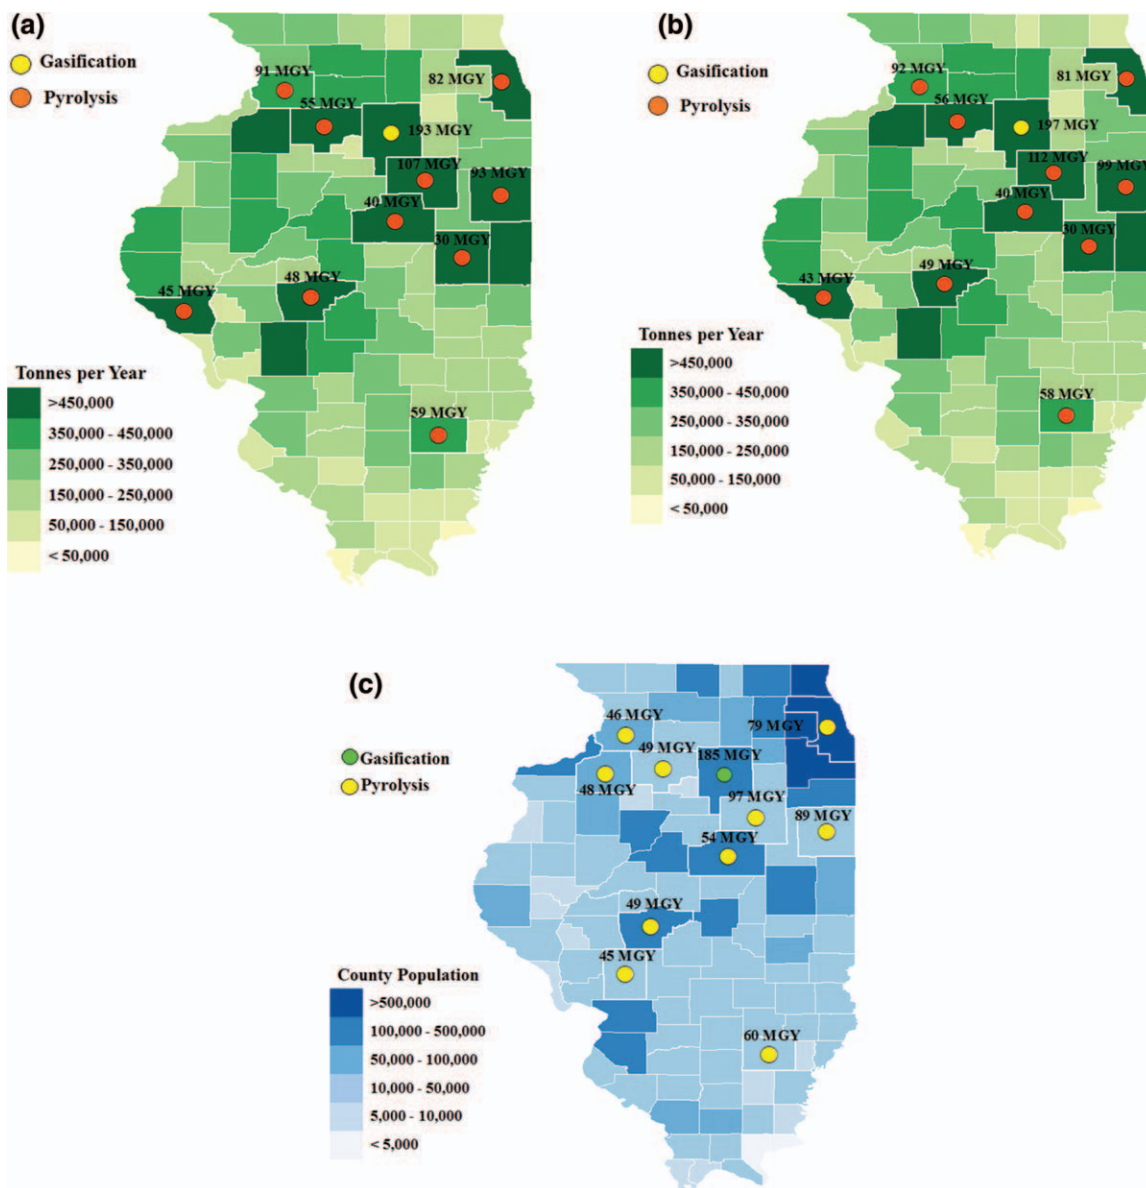 (a)
Gasification
Pyrolysis
91 MGY
82 MGY
55 MGY
193 MGY
107 MGY
93 MGY
40 MGY
30 MGY
48 MGY
45 MGY
59 MGY
Tonnes per Year
>450,000
350,000 - 450,000
250,000 - 350,000
150,000 - 250,000
50,000 - 150,000
< 50,000
(b)
Gasification
Pyrolysis
92 MGY
81 MGY
56 MGY
197 MGY
112 MGY
99 MGY
40 MGY
30 MGY
49 MGY
43 MGY
58 MGY
Tonnes per Year
>450,000
350,000 - 450,000
250,000 - 350,000
150,000 - 250,000
50,000 - 150,000
< 50,000
(c)
Gasification
Pyrolysis
46 MGY
79 MGY
49 MGY
185 MGY
48 MGY
97 MGY
89 MGY
54 MGY
49 MGY
45 MGY
60 MGY
County Population
>500,000
100,000 - 500,000
50,000 - 100,000
10,000 - 50,000
5,000 - 10,000
< 5,000